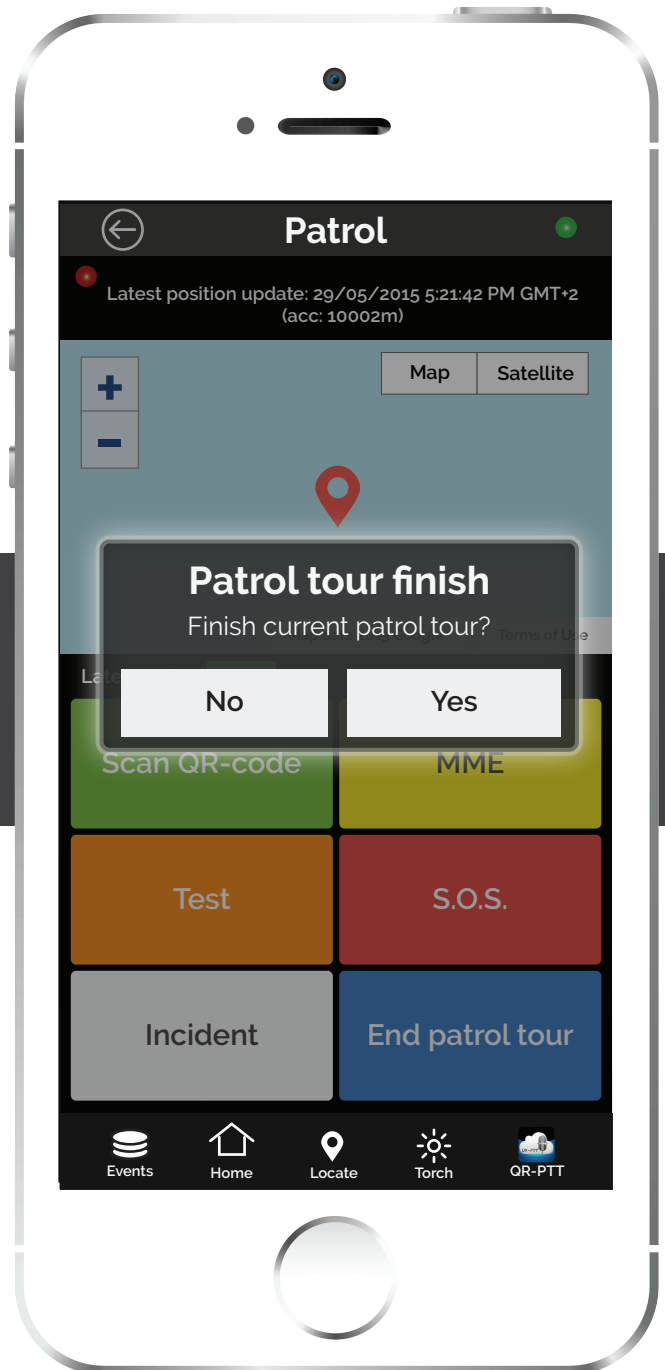 Patrol
Latest position update: 29/05/2015 5:21:42 PM GMT+2
(acc: 10002m)
Map
Satellite
Patrol tour finish
Finish current patrol tour?
Terms of Use
No
Yes
Scan QR-code
MME
Test
S.O.S.
Incident
End patrol tour
Events
Home
Locate
Torch
QR-PTT